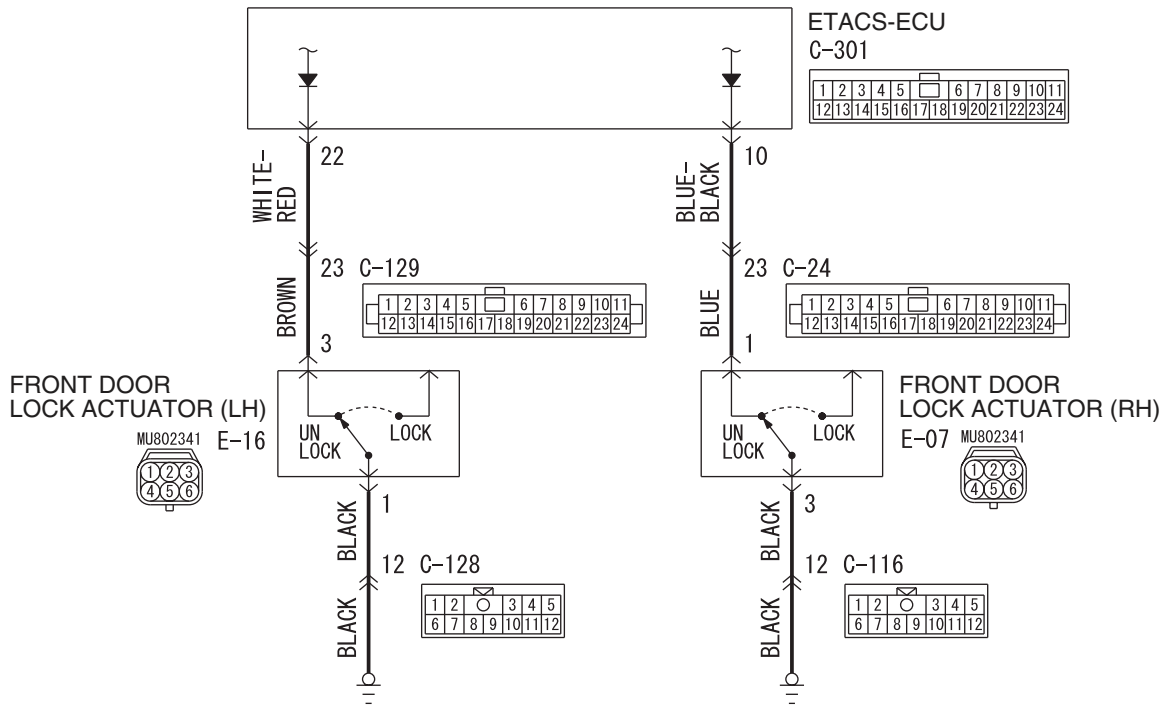 ETACS-ECU
C-301
1 2 3 4 5 6 7 8 9 10 11
12 13 14 15 16 17 18 19 20 21 22 23 24
22
10
WHITE-
RED
BLUE-
BLACK
23 C-129
1 2 3 4 5 6 7 8 9 10 11
12 13 14 15 16 17 18 19 20 21 22 23 24
23 C-24
1 2 3 4 5 6 7 8 9 10 11
12 13 14 15 16 17 18 19 20 21 22 23 24
BROWN
BLUE
3
1
FRONT DOOR
LOCK ACTUATOR (LH)
MU802341 E-16
1 2 3
4 5 6
UN
LOCK
LOCK
UN
LOCK
LOCK
FRONT DOOR
LOCK ACTUATOR (RH)
E-07 MU802341
1 2 3
4 5 6
1
3
BLACK
BLACK
12 C-128
1 2 3 4 5
6 7 8 9 10 11 12
12 C-116
1 2 3 4 5
6 7 8 9 10 11 12
BLACK
BLACK